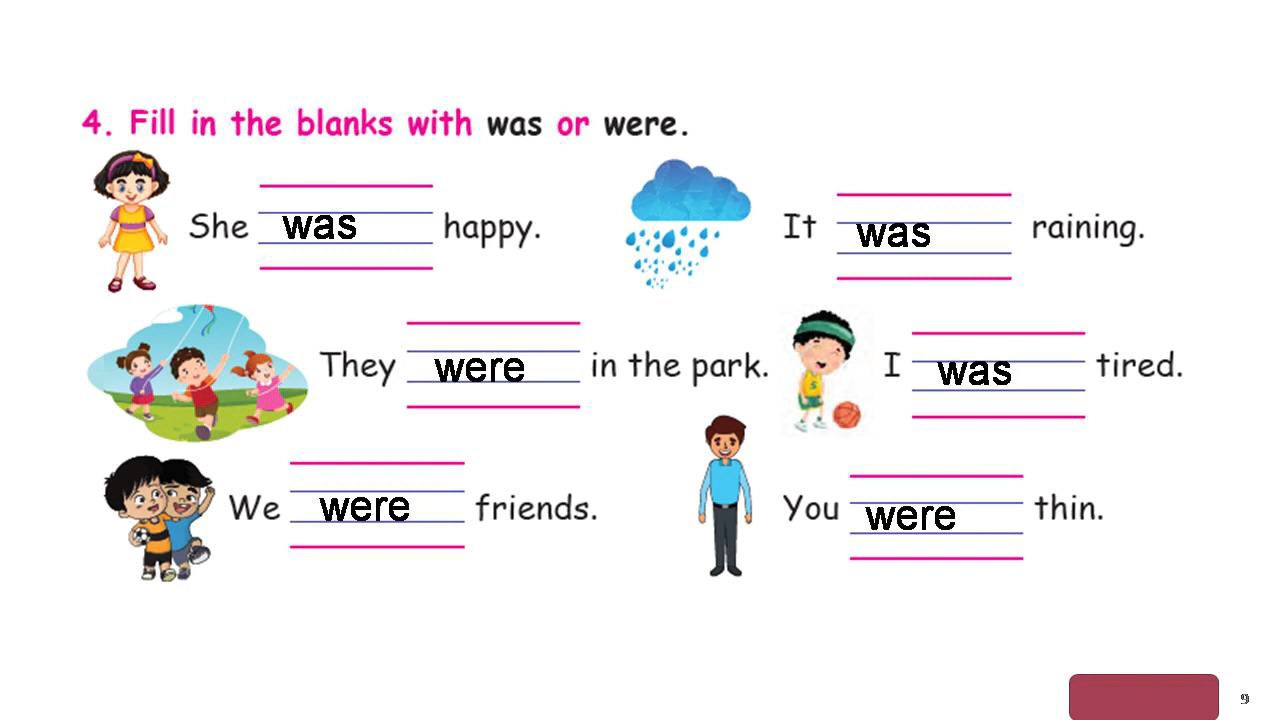 4. Fill in the blanks with was or were.
She was happy.
It was raining.
They were in the park.
I was tired.
We were friends.
You were thin.
9